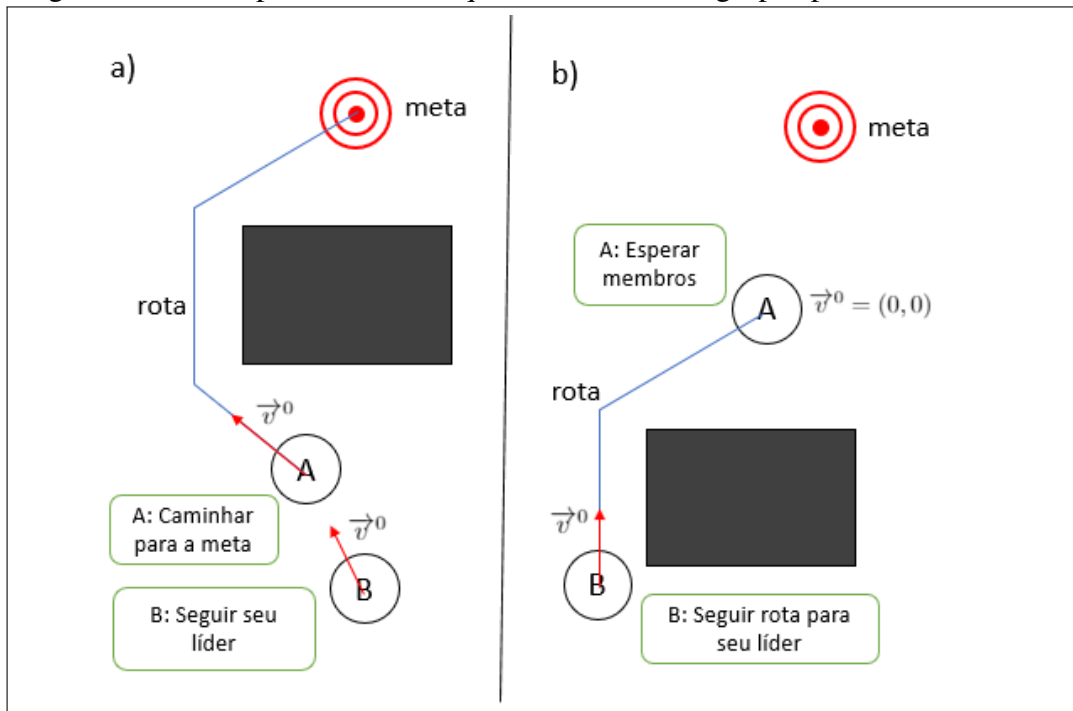 a)
meta
rota
v⃗⁰
A
A: Caminhar
para a meta
v⃗⁰
B
B: Seguir seu
líder
b)
meta
A: Esperar
membros
A
v⃗⁰ = (0, 0)
rota
v⃗⁰
B
B: Seguir rota para
seu líder